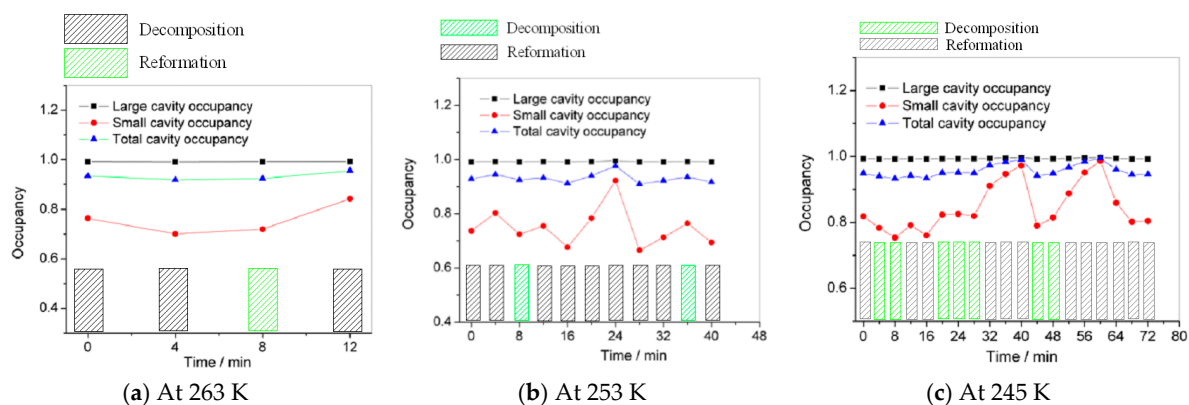 Decomposition
Reformation
Large cavity occupancy
Small cavity occupancy
Total cavity occupancy
1.2
1.0
0.8
0.6
0.4
Occupancy
0 4 8 12
Time / min
(a) At 263 K
Decomposition
Reformation
Large cavity occupancy
Small cavity occupancy
Total cavity occupancy
1.2
1.0
0.8
0.6
0.4
Occupancy
0 8 16 24 32 40 48
Time / min
(b) At 253 K
Decomposition
Reformation
Large cavity occupancy
Small cavity occupancy
Total cavity occupancy
1.2
1.0
0.8
0.6
Occupancy
0 8 16 24 32 40 48 56 64 72 80
Time / min
(c) At 245 K